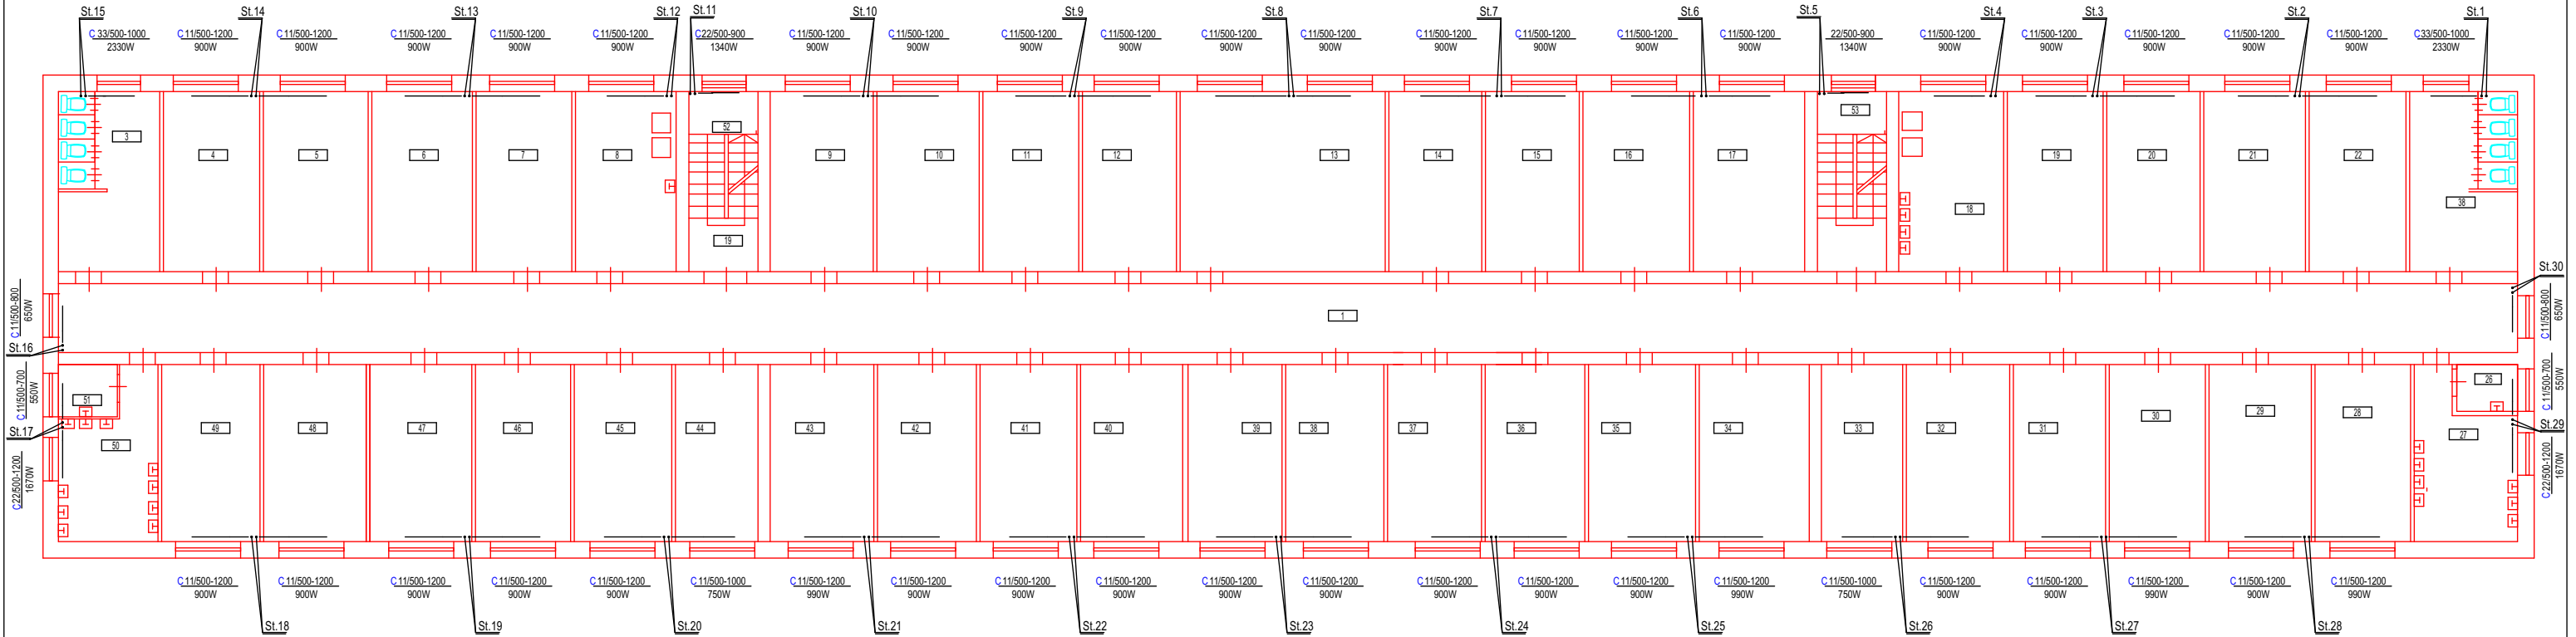 St.15
St.14
St.13
St.12
St.11
St.10
St.9
St.8
St.7
St.6
St.5
St.4
St.3
St.2
St.1
C 33/500-1000
2330W
C 11/500-1200
900W
C 11/500-1200
900W
C 11/500-1200
900W
C 11/500-1200
900W
C 11/500-1200
900W
C22/500-900
1340W
C 11/500-1200
900W
C 11/500-1200
900W
C 11/500-1200
900W
C 11/500-1200
900W
C 11/500-1200
900W
C 11/500-1200
900W
C 11/500-1200
900W
C 11/500-1200
900W
C 11/500-1200
900W
C 11/500-1200
900W
22/500-900
1340W
C 11/500-1200
900W
C 11/500-1200
900W
C 11/500-1200
900W
C 11/500-1200
900W
C 11/500-1200
900W
C33/500-1000
2330W
3
4
5
6
7
8
52
19
9
10
11
12
13
14
15
16
17
53
18
19
20
21
22
38
St.30
C 11/500-800
650W
St.16
1
C 11/500-800
650W
C 11/500-700
550W
St.17
C22/500-1200
1670W
C 11/500-700
550W
St.29
C22/500-1200
1670W
51
50
49
48
47
46
45
44
43
42
41
40
39
38
37
36
35
34
33
32
31
30
29
28
26
27
C 11/500-1200
900W
C 11/500-1200
900W
C 11/500-1200
900W
C 11/500-1200
900W
C 11/500-1200
900W
C 11/500-1000
750W
C 11/500-1200
990W
C 11/500-1200
900W
C 11/500-1200
900W
C 11/500-1200
900W
C 11/500-1200
900W
C 11/500-1200
900W
C 11/500-1200
900W
C 11/500-1200
900W
C 11/500-1200
900W
C 11/500-1200
990W
C 11/500-1000
750W
C 11/500-1200
900W
C 11/500-1200
900W
C 11/500-1200
990W
C 11/500-1200
900W
C 11/500-1200
990W
St.18
St.19
St.20
St.21
St.22
St.23
St.24
St.25
St.26
St.27
St.28